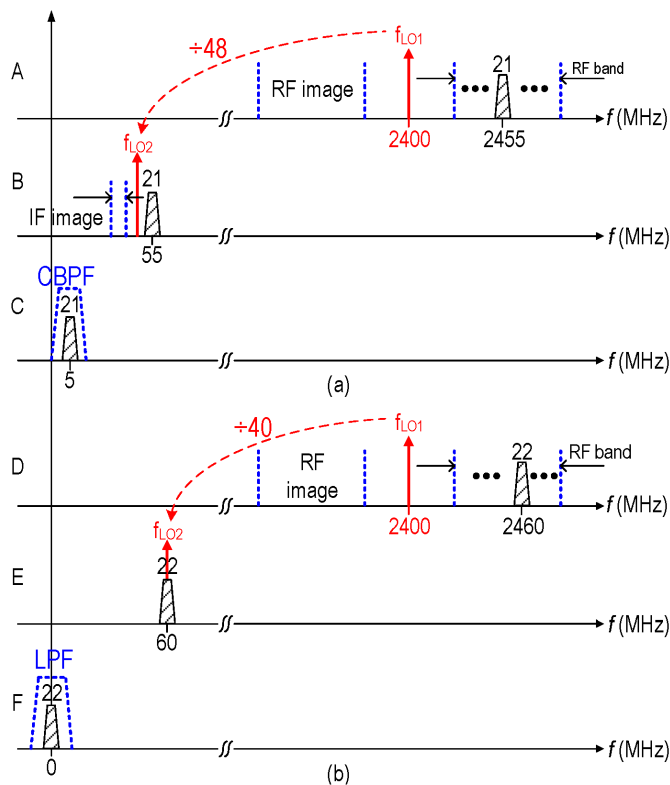 ÷48
fLO1
A
RF image
21
RF band
2400
2455
f (MHz)
fLO2
B
IF image
21
55
f (MHz)
CBPF
C
21
5
f (MHz)
(a)
÷40
fLO1
D
RF
image
22
RF band
2400
2460
f (MHz)
fLO2
E
22
60
f (MHz)
LPF
F
22
0
f (MHz)
(b)